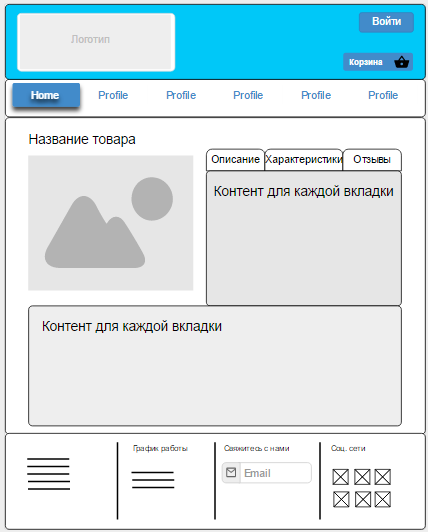 Логотип
Войти
Корзина
Home
Profile
Profile
Profile
Profile
Profile
Название товара
Описание
Характеристики
Отзывы
Контент для каждой вкладки
Контент для каждой вкладки
График работы
Свяжитесь с нами
Соц. сети
Email